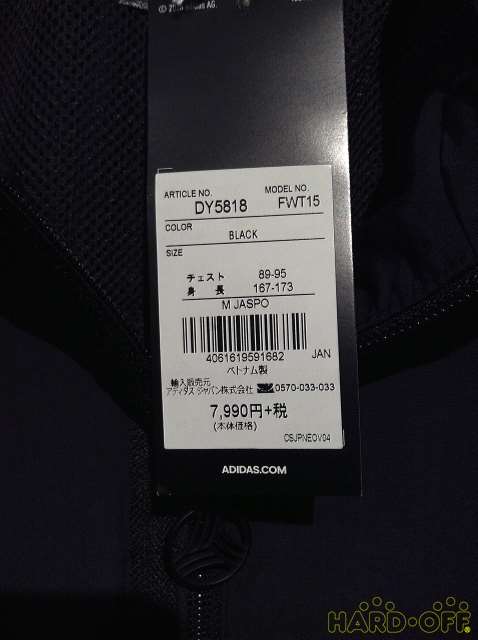 ARTICLE NO. MODEL NO.
DY5818 FWT15
COLOR
BLACK
SIZE
チェスト 89-95
身 長 167-173
M JASPO
4061619591682 JAN
ベトナム製
輸入販売元
アディダス ジャパン株式会社 0570-033-033
7,990円+税
(本体価格)
CSJPNEOV04
ADIDAS.COM
HARD-OFF